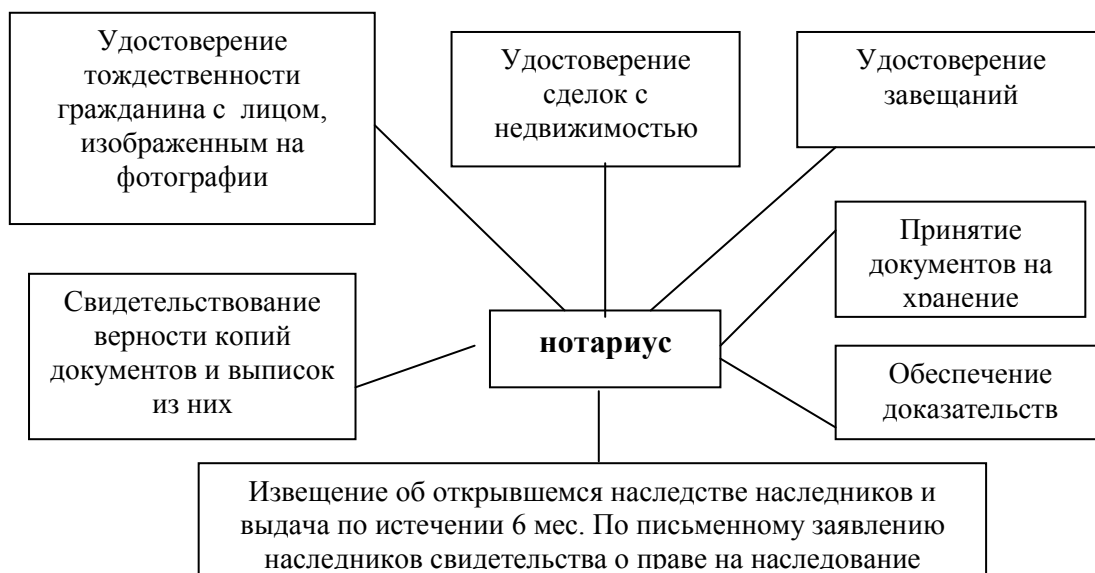 Удостоверение
тождественности
гражданина с лицом,
изображенным на
фотографии
Удостоверение
сделок с
недвижимостью
Удостоверение
завещаний
Принятие
документов на
хранение
Свидетельствование
верности копий
документов и выписок
из них
нотариус
Обеспечение
доказательств
Извещение об открывшемся наследстве наследников и
выдача по истечении 6 мес. По письменному заявлению
наследников свидетельства о праве на наследование